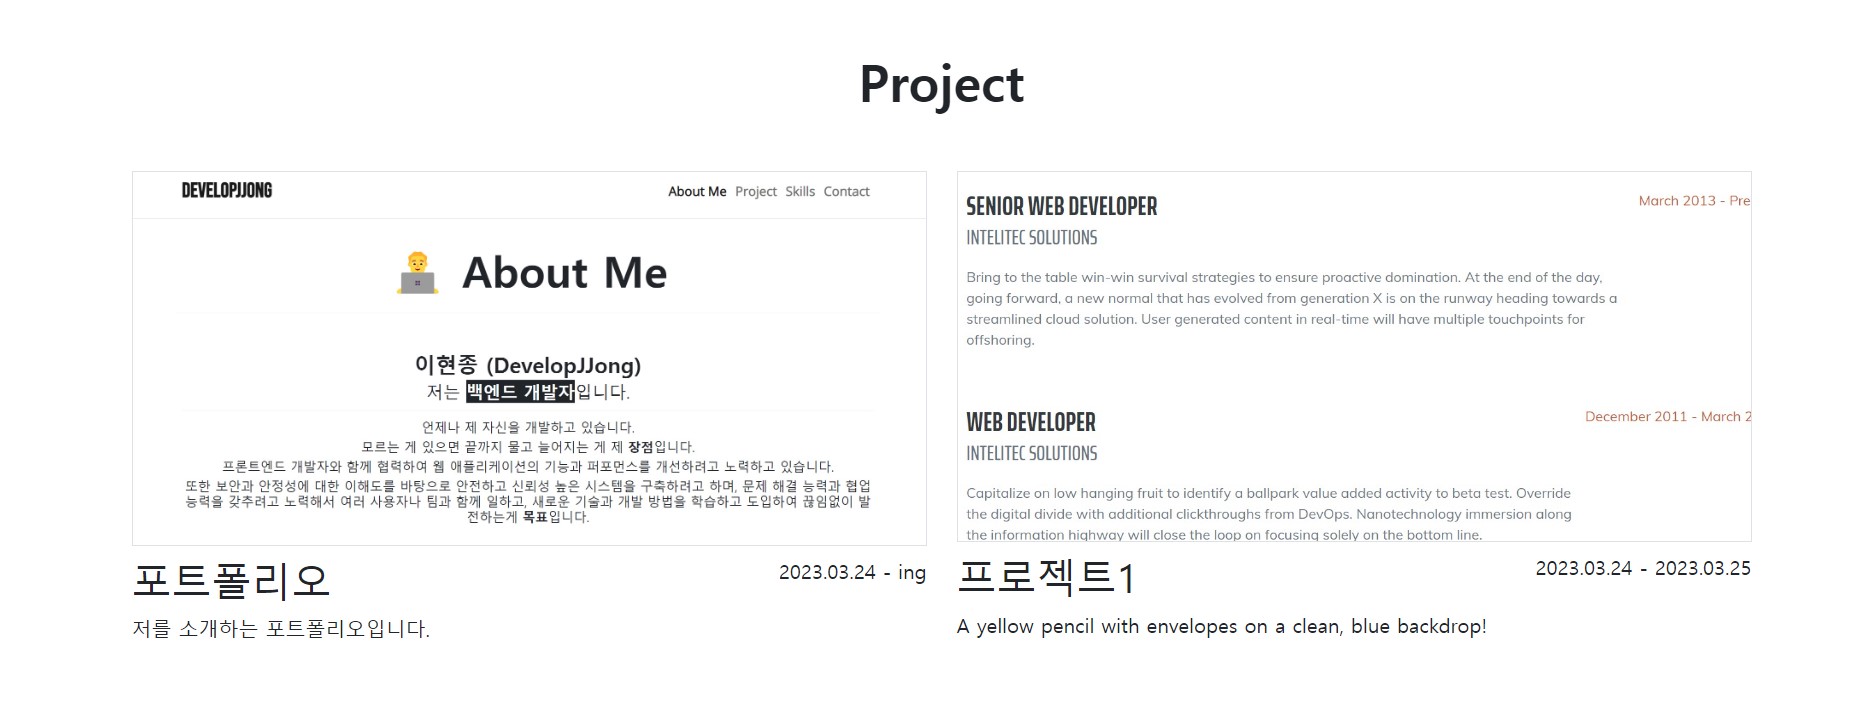 Project
DEVELOPJJONG
About Me Project Skills Contact
About Me
이현종 (DevelopJJong)
저는 백엔드 개발자입니다.
언제나 제 자신을 개발하고 있습니다.
모르는 게 있으면 끝까지 물고 늘어지는 게 제 장점입니다.
프론트엔드 개발자와 함께 협력하여 웹 애플리케이션의 기능과 퍼포먼스를 개선하려고 노력하고 있습니다.
또한 보안과 안정성에 대한 이해도를 바탕으로 안전하고 신뢰성 높은 시스템을 구축하려고 하며, 문제 해결 능력과 협업
능력을 갖추려고 노력해서 여러 사용자나 팀과 함께 일하고, 새로운 기술과 개발 방법을 학습하고 도입하여 끊임없이 발
전하는게 목표입니다.
포트폴리오
2023.03.24 - ing
저를 소개하는 포트폴리오입니다.
SENIOR WEB DEVELOPER
March 2013 - Pre
INTELITEC SOLUTIONS
Bring to the table win-win survival strategies to ensure proactive domination. At the end of the day,
going forward, a new normal that has evolved from generation X is on the runway heading towards a
streamlined cloud solution. User generated content in real-time will have multiple touchpoints for
offshoring.
WEB DEVELOPER
December 2011 - March 2
INTELITEC SOLUTIONS
Capitalize on low hanging fruit to identify a ballpark value added activity to beta test. Override
the digital divide with additional clickthroughs from DevOps. Nanotechnology immersion along
the information highway will close the loop on focusing solely on the bottom line.
프로젝트1
2023.03.24 - 2023.03.25
A yellow pencil with envelopes on a clean, blue backdrop!